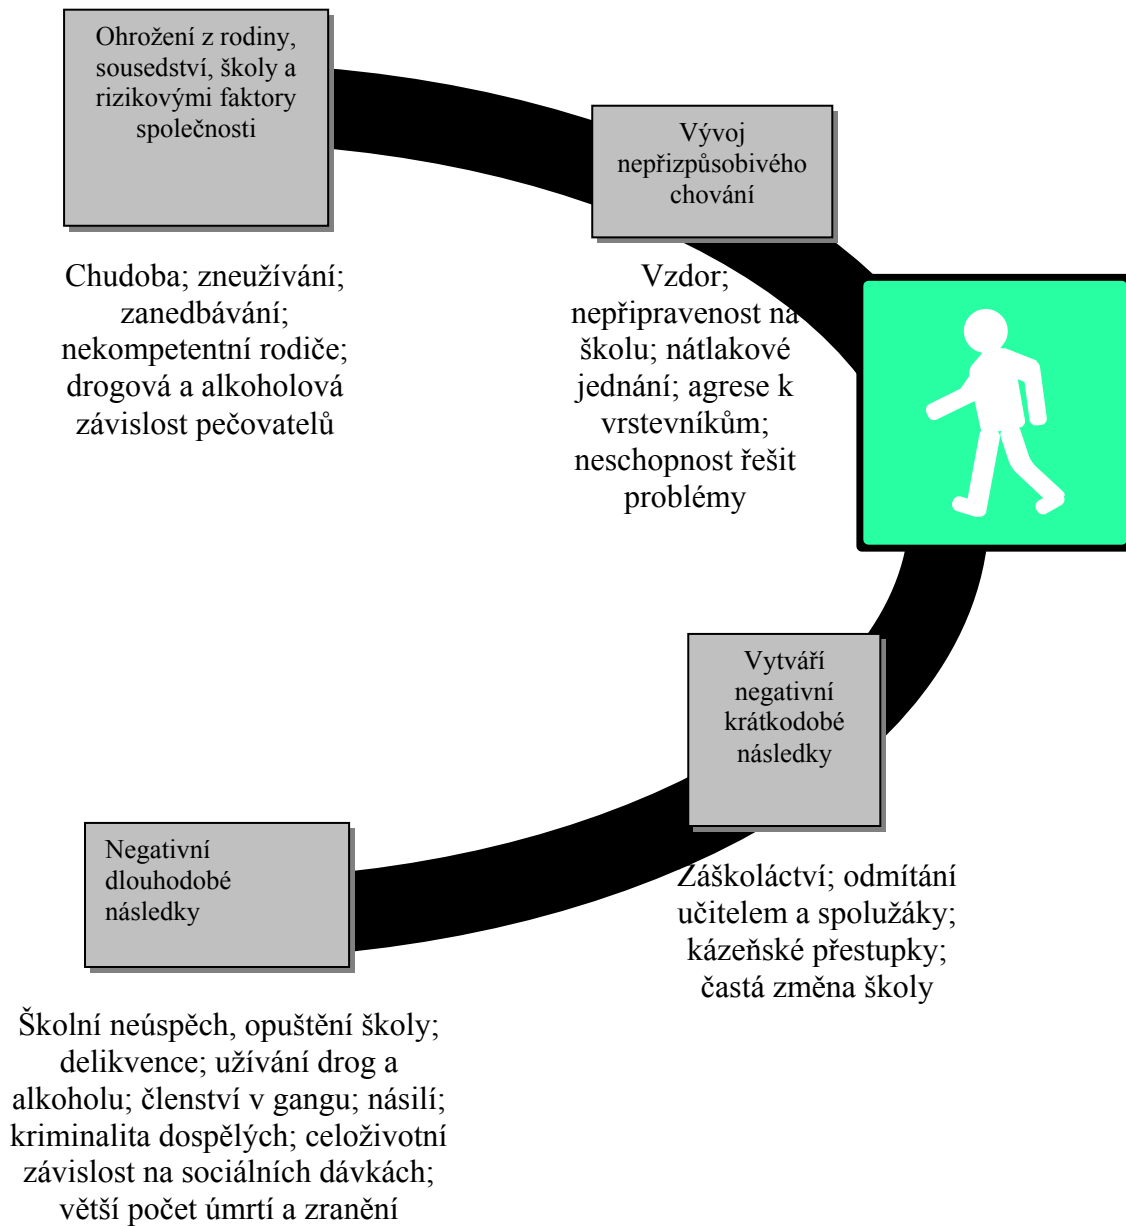 Ohrožení z rodiny,
sousedství, školy a
rizikovými faktory
společnosti
Chudoba; zneužívání;
zanedbávání;
nekompetentní rodiče;
drogová a alkoholová
závislost pečovatelů
Vývoj
nepřizpůsobivého
chování
Vzdor;
nepřipravenost na
školu; nátlakové
jednání; agrese k
vrstevníkům;
neschopnost řešit
problémy
Vytváří
negativní
krátkodobé
následky
Záškoláctví; odmítání
učitelem a spolužáky;
kázeňské přestupky;
častá změna školy
Negativní
dlouhodobé
následky
Školní neúspěch, opuštění školy;
delikvence; užívání drog a
alkoholu; členství v gangu; násilí;
kriminalita dospělých; celoživotní
závislost na sociálních dávkách;
větší počet úmrtí a zranění